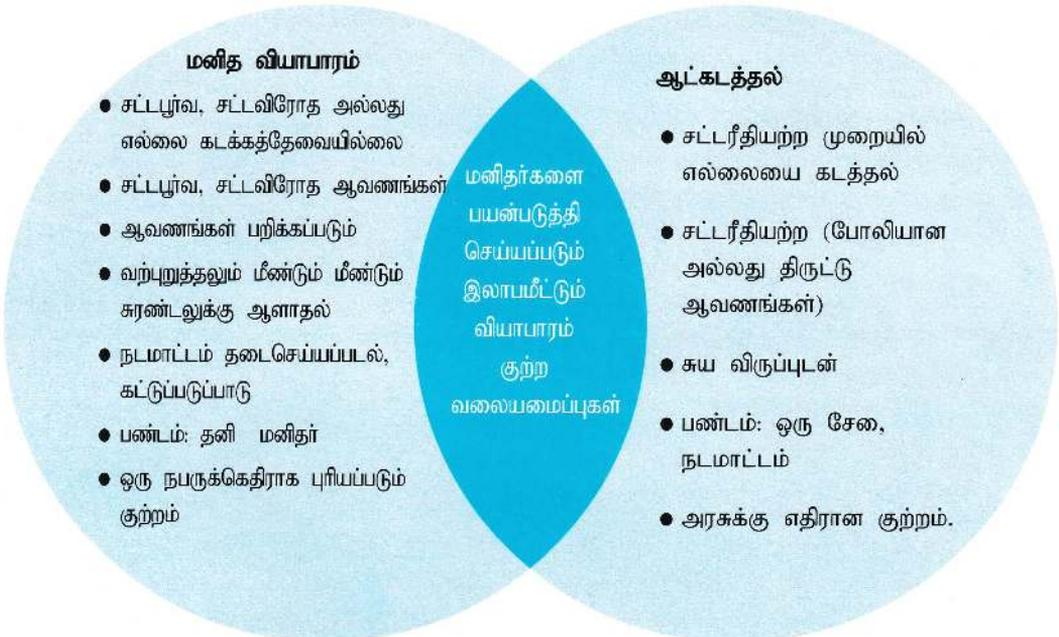 மனித வியாபாரம்
● சட்டபூர்வ, சட்டவிரோத அல்லது
எல்லை கடக்கத்தேவையில்லை
● சட்டபூர்வ, சட்டவிரோத ஆவணங்கள்
● ஆவணங்கள் பறிக்கப்படும்
● வற்புறுத்தலும் மீண்டும் மீண்டும்
சுரண்டலுக்கு ஆளாதல்
● நடமாட்டம் தடைசெய்யப்படல்,
கட்டுப்படுப்பாடு
● பண்டம்: தனி மனிதர்
● ஒரு நபருக்கெதிராக புரியப்படும்
குற்றம்
மனிதர்களை
பயன்படுத்தி
செய்யப்படும்
இலாபமீட்டும்
வியாபாரம்
குற்ற
வலையமைப்புகள்
ஆட்கடத்தல்
● சட்டரீதியற்ற முறையில்
எல்லையை கடத்தல்
● சட்டரீதியற்ற (போலியான
அல்லது திருட்டு
ஆவணங்கள்)
● சுய விருப்புடன்
● பண்டம்: ஒரு சேவை,
நடமாட்டம்
● அரசுக்கு எதிரான குற்றம்.